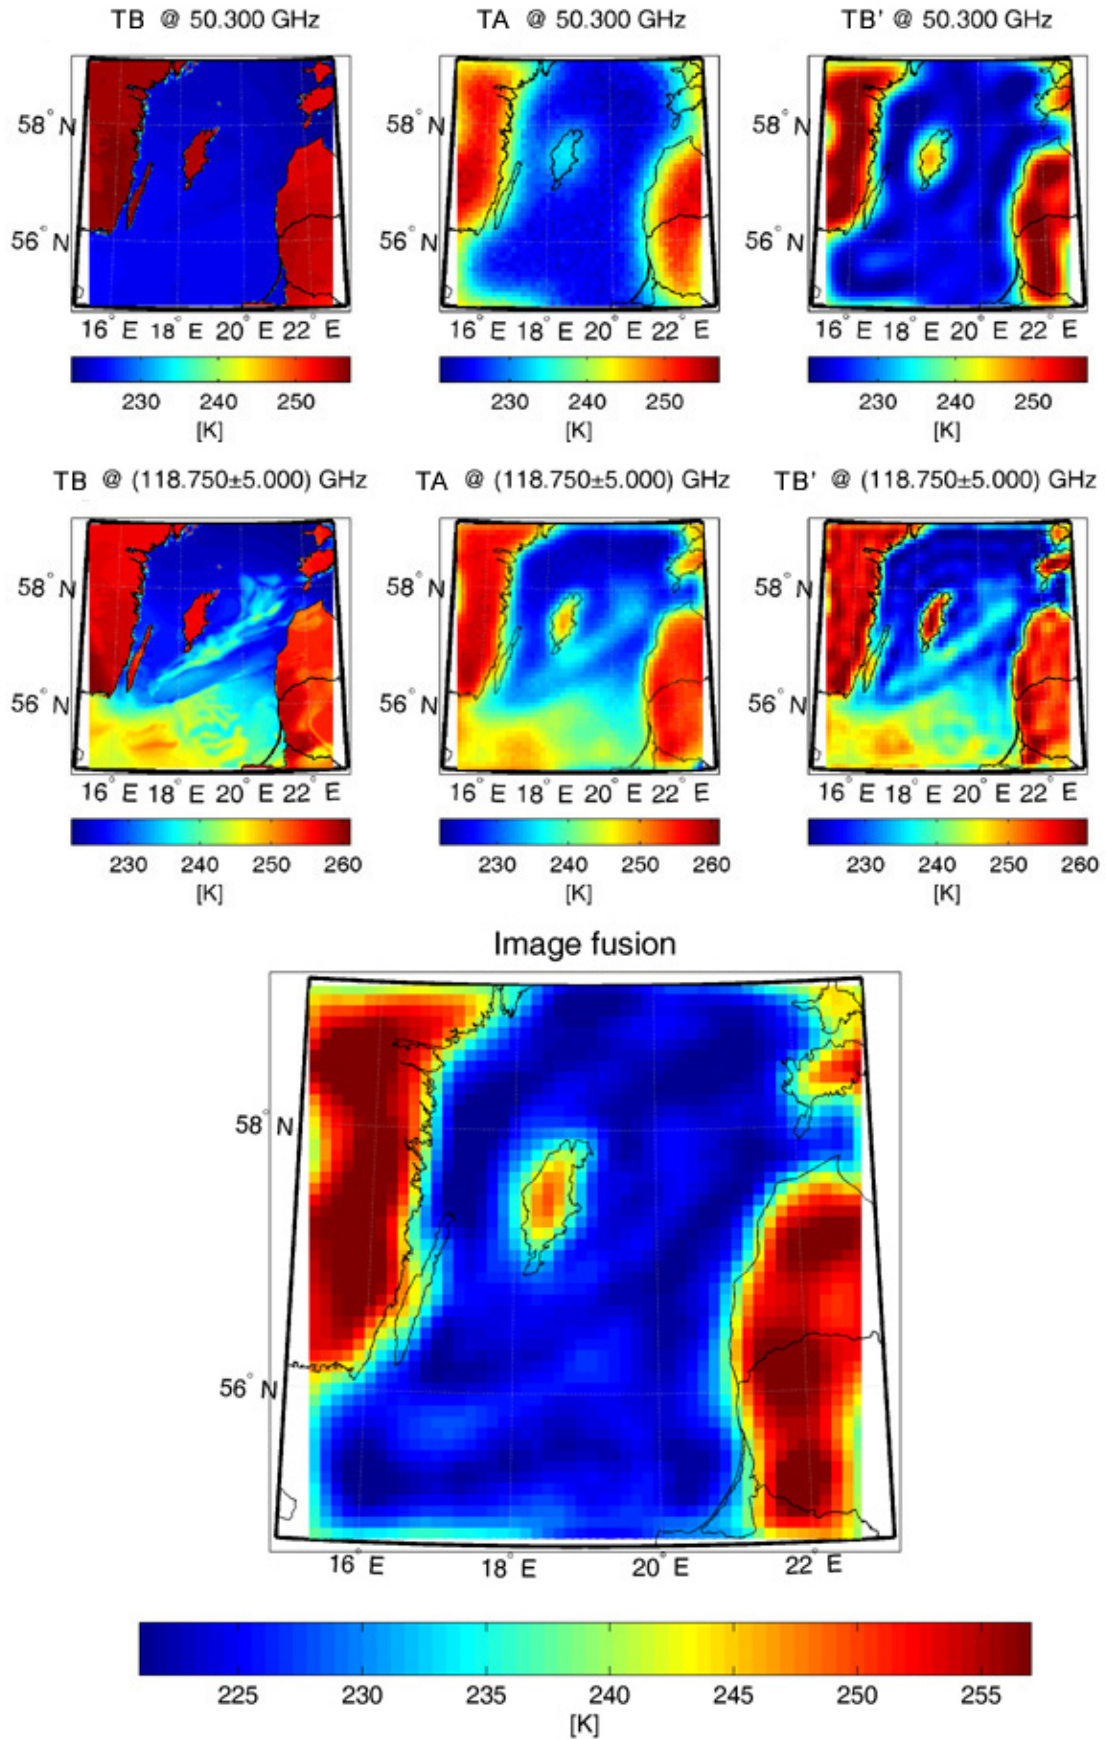 TB @ 50.300 GHz TA @ 50.300 GHz TB' @ 50.300 GHz
58° N 58° N 58° N
56° N 56° N 56° N
16° E 18° E 20° E 22° E 16° E 18° E 20° E 22° E 16° E 18° E 20° E 22° E
230 240 250 230 240 250 230 240 250
[K] [K] [K]
TB @ (118.750±5.000) GHz TA @ (118.750±5.000) GHz TB' @ (118.750±5.000) GHz
58° N 58° N 58° N
56° N 56° N 56° N
16° E 18° E 20° E 22° E 16° E 18° E 20° E 22° E 16° E 18° E 20° E 22° E
230 240 250 260 230 240 250 260 230 240 250 260
[K] [K] [K]
Image fusion
58° N
56° N
16° E 18° E 20° E 22° E
225 230 235 240 245 250 255
[K]